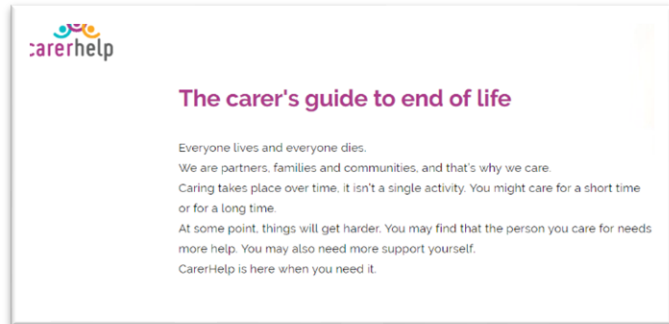 carerhelp
The carer's guide to end of life
Everyone lives and everyone dies.
We are partners, families and communities, and that's why we care.
Caring takes place over time, it isn't a single activity. You might care for a short time
or for a long time.
At some point, things will get harder. You may find that the person you care for needs
more help. You may also need more support yourself.
CarerHelp is here when you need it.